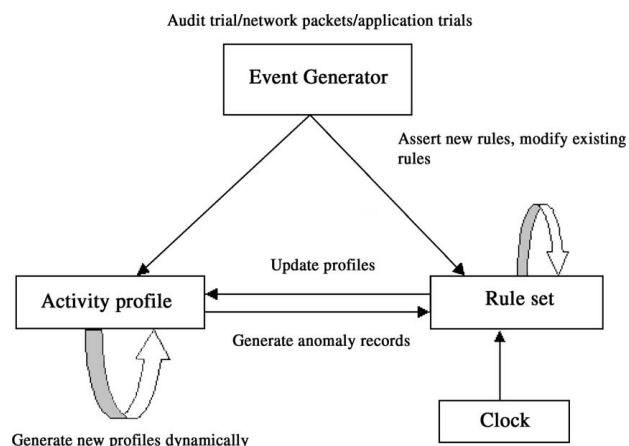 Audit trial/network packets/application trials
Event Generator
Assert new rules, modify existing
rules
Update profiles
Activity profile
Rule set
Generate anomaly records
Clock
Generate new profiles dynamically